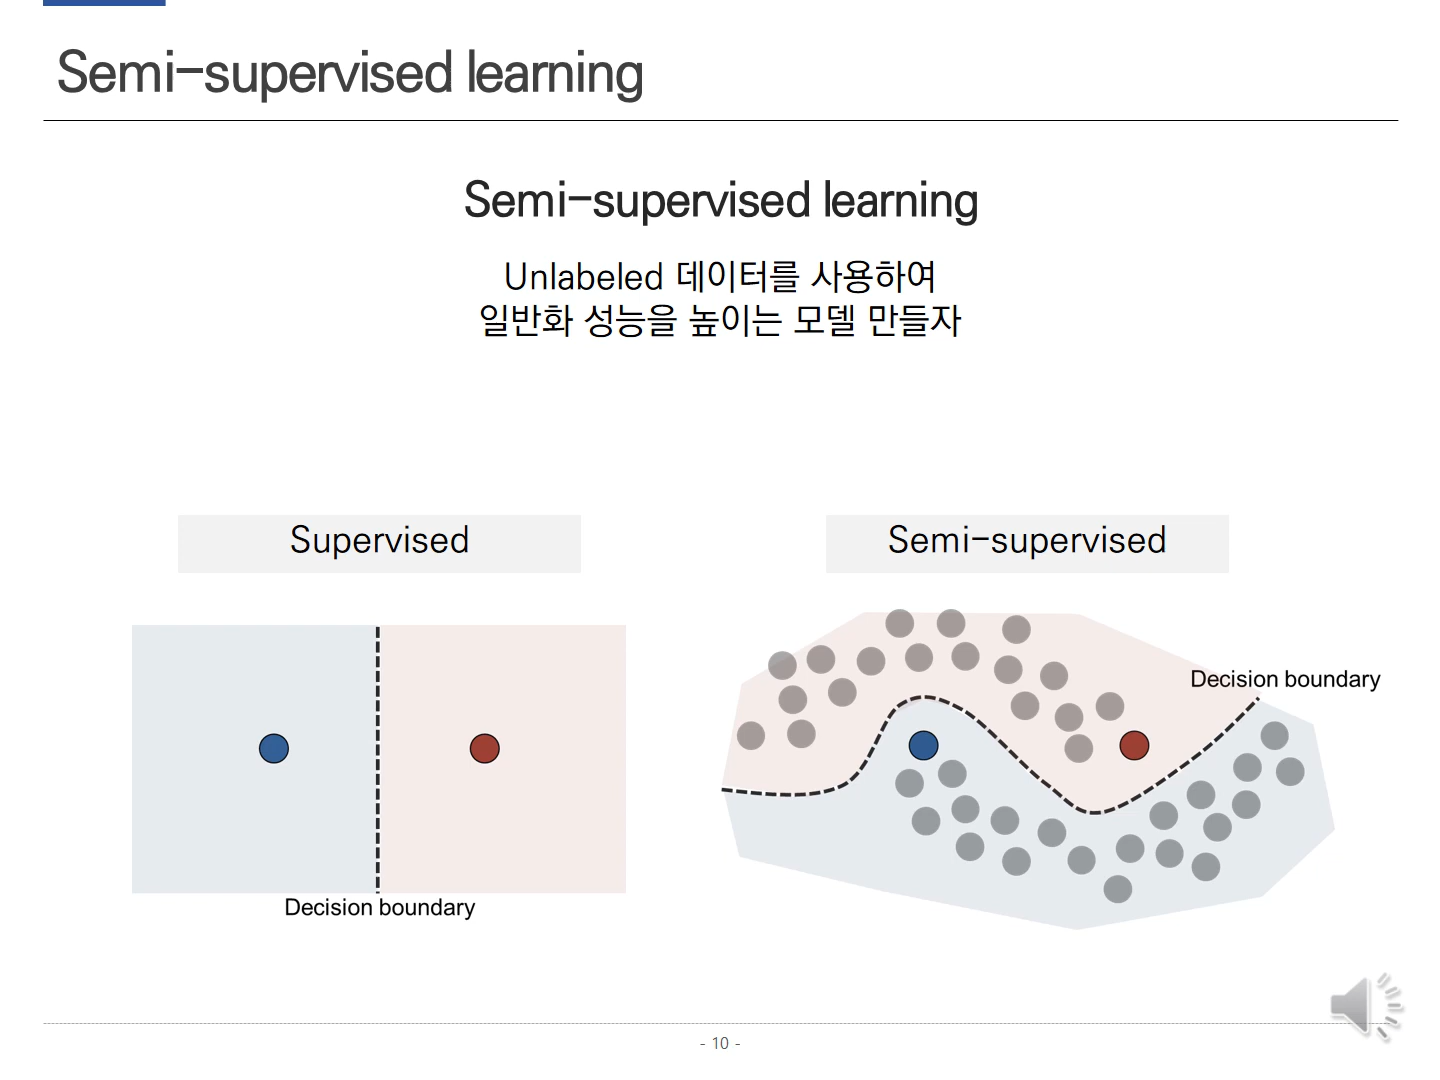 Semi-supervised learning
Semi-supervised learning
Unlabeled 데이터를 사용하여
일반화 성능을 높이는 모델 만들자
Supervised
Decision boundary
Semi-supervised
Decision boundary
- 10 -